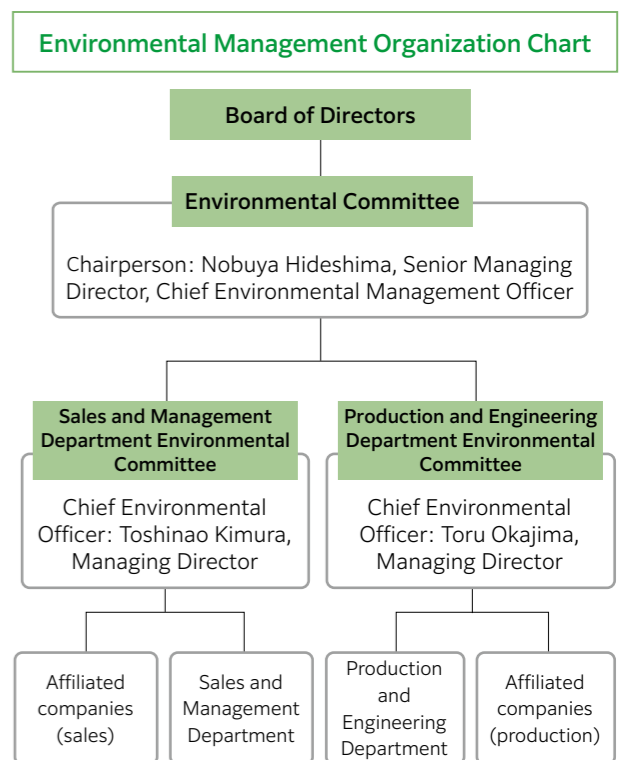 Environmental Management Organization Chart
Board of Directors
Environmental Committee
Chairperson: Nobuya Hideshima, Senior Managing
Director, Chief Environmental Management Officer
Sales and Management
Department Environmental
Committee
Chief Environmental
Officer: Toshinao Kimura,
Managing Director
Production and Engineering
Department Environmental
Committee
Chief Environmental
Officer: Toru Okajima,
Managing Director
Affiliated
companies
(sales)
Sales and
Management
Department
Production
and
Engineering
Department
Affiliated
companies
(production)